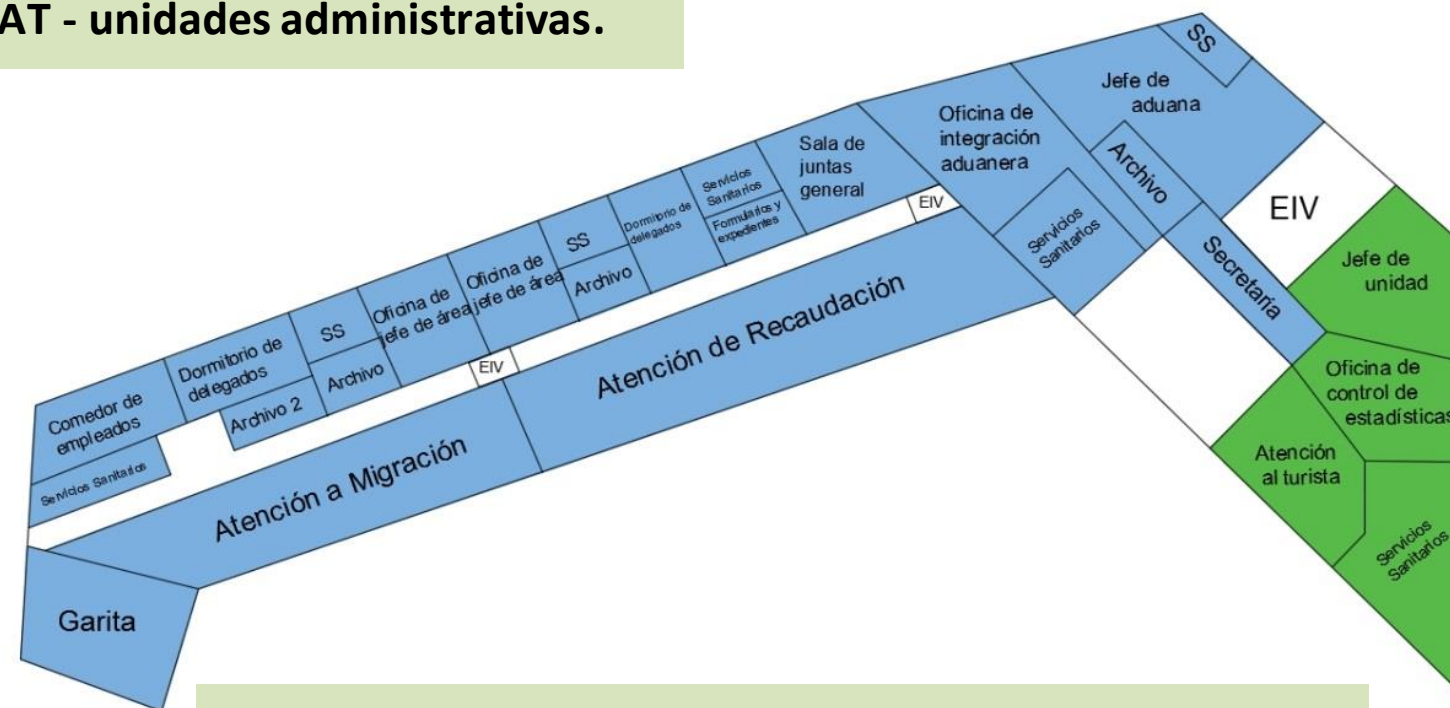 AT - unidades administrativas.
SS
Jefe de
aduana
Oficina de
integración
aduanera
Archivo
Servicios
Sanitarios
Secretaría
EIV
Jefe de
unidad
Oficina de
control de
estadísticas
Atención
al turista
Servicios
Sanitarios
Sala de
juntas
general
EIV
Servicios
Sanitarios
Formularios y
expedientes
Dormitorio de
delegados
SS
Archivo
Oficina de
jefe de área
Oficina de
jefe de área
SS
Archivo
EIV
Dormitorio de
delegados
Archivo 2
Comedor de
empleados
Servicios Sanitarios
Atención de Recaudación
Atención a Migración
Garita